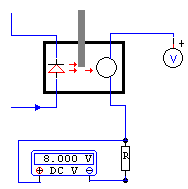 +
V
R
8.000 V
⊕ DC V ⊖